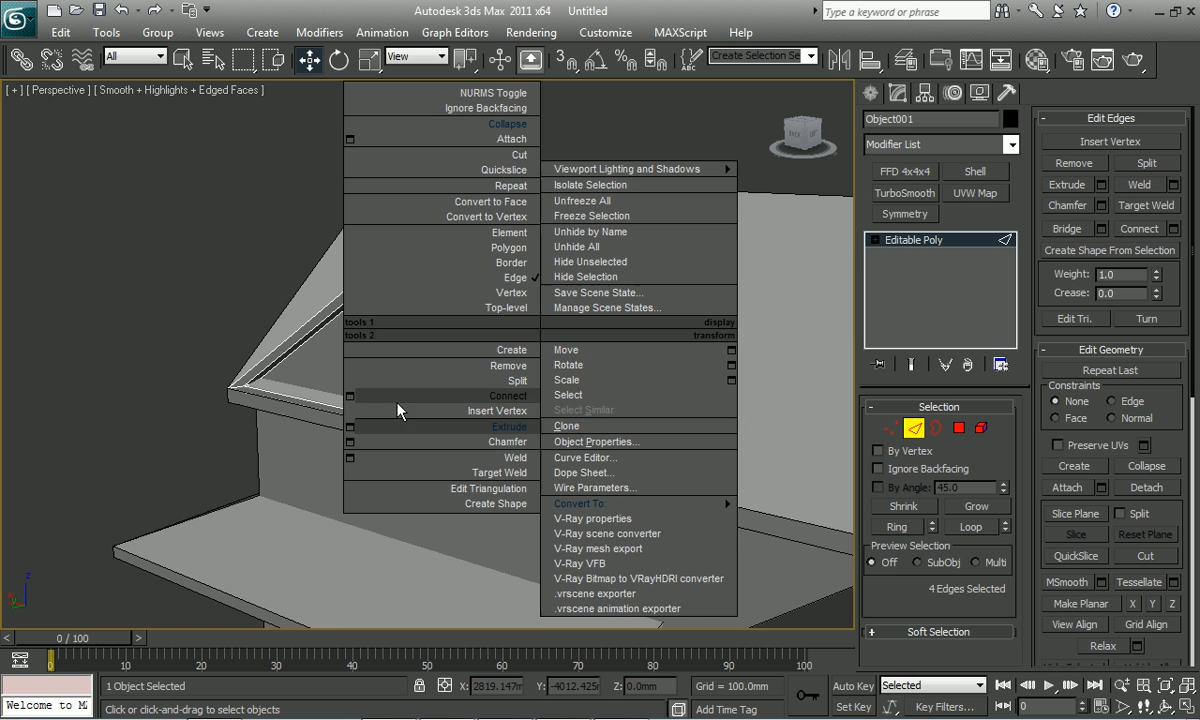 Autodesk 3ds Max 2011 x64 Untitled
Type a keyword or phrase
Edit Tools Group Views Create Modifiers Animation Graph Editors Rendering Customize MAXScript Help
All View Create Selection Se
[ + ] [ Perspective ] [ Smooth + Highlights + Edged Faces ]
NURMS Toggle
Ignore Backfacing
Collapse
Attach
Cut
Quickslice
Repeat
Convert to Face
Convert to Vertex
Element
Polygon
Border
Edge
Vertex
Top-level
tools 1
tools 2
Create
Remove
Split
Connect
Insert Vertex
Extrude
Chamfer
Weld
Target Weld
Edit Triangulation
Create Shape
Viewport Lighting and Shadows
Isolate Selection
Unfreeze All
Freeze Selection
Unhide by Name
Unhide All
Hide Unselected
Hide Selection
Save Scene State...
Manage Scene States...
display
transform
Move
Rotate
Scale
Select
Select Similar
Clone
Object Properties...
Curve Editor...
Dope Sheet...
Wire Parameters...
Convert To:
V-Ray properties
V-Ray scene converter
V-Ray mesh export
V-Ray VFB
V-Ray Bitmap to VRayHDRI converter
.vrscene exporter
.vrscene animation exporter
Object001
Modifier List
FFD 4x4x4 Shell
TurboSmooth UVW Map
Symmetry
Editable Poly
Selection
By Vertex
Ignore Backfacing
By Angle: 45.0
Shrink Grow
Ring Loop
Preview Selection
Off SubObj Multi
4 Edges Selected
Soft Selection
Edit Edges
Insert Vertex
Remove Split
Extrude Weld
Chamfer Target Weld
Bridge Connect
Create Shape From Selection
Weight: 1.0
Crease: 0.0
Edit Tri. Turn
Edit Geometry
Repeat Last
Constraints
None Edge
Face Normal
Preserve UVs
Create Collapse
Attach Detach
Slice Plane Split
Slice Reset Plane
QuickSlice Cut
MSmooth Tessellate
Make Planar X Y Z
View Align Grid Align
Relax
0 / 100
0 10 20 30 40 50 60 70 80 90 100
1 Object Selected X: 2819.147m Y: -4012.425m Z: 0.0mm Grid = 100.0mm Auto Key Selected
Welcome to M Click or click-and-drag to select objects Add Time Tag Set Key Key Filters... 0